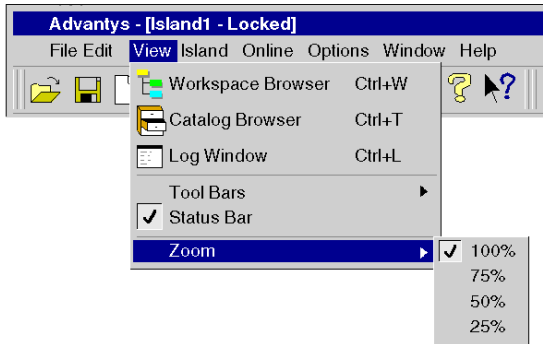 Advantys - [Island1 - Locked]
File Edit View Island Online Options Window Help
Workspace Browser Ctrl+W
Catalog Browser Ctrl+T
Log Window Ctrl+L
Tool Bars
Status Bar
Zoom
100%
75%
50%
25%